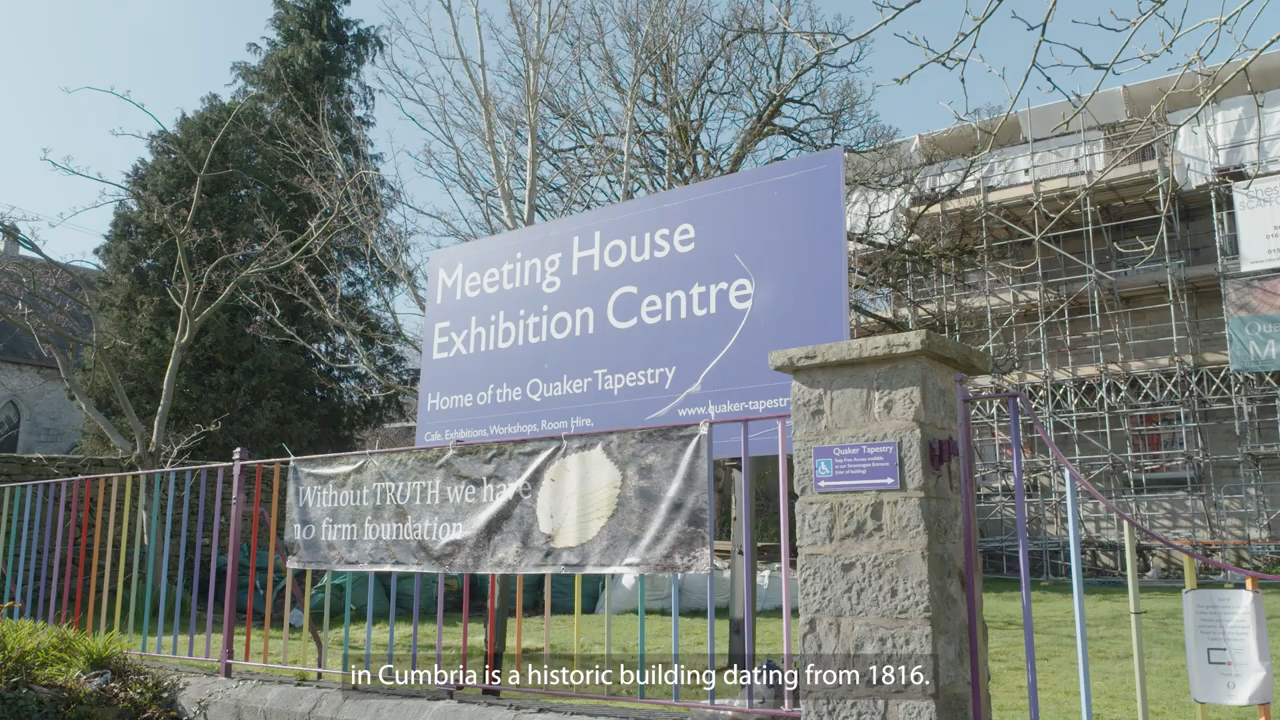 Meeting House
Exhibition Centre
Home of the Quaker Tapestry
www.quaker-tapestry
Cafe, Exhibitions, Workshops, Room Hire,
Without TRUTH we have
no firm foundation
Quaker Tapestry
in Cumbria is a historic building dating from 1816.